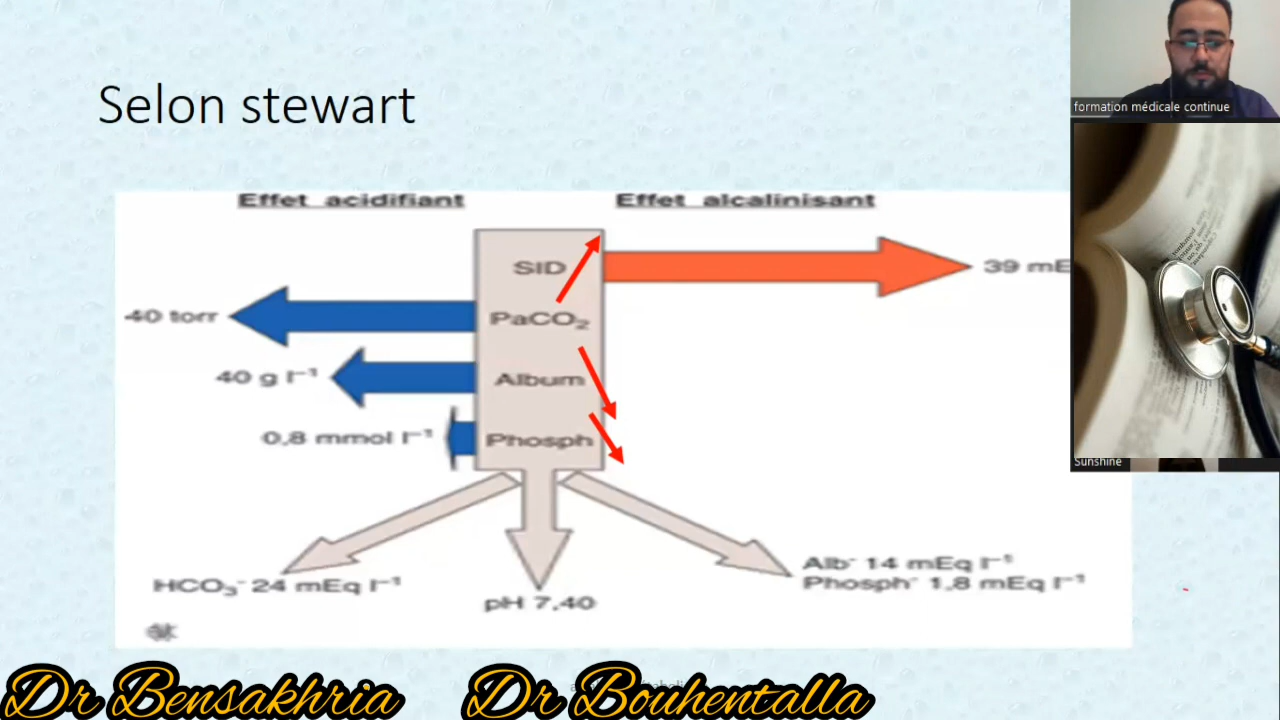 Selon stewart
Effet acidifiant
Effet alcalinisant
SID
39 mE
40 torr
PaCO₂
40 g l⁻¹
Album
0,8 mmol l⁻¹
Phosph
HCO₃⁻ 24 mEq l⁻¹
pH 7,40
Alb⁻ 14 mEq l⁻¹
Phosph⁻ 1,8 mEq l⁻¹
formation médicale continue
Sunshine
Dr Bensakhria
Dr Bouhentalla